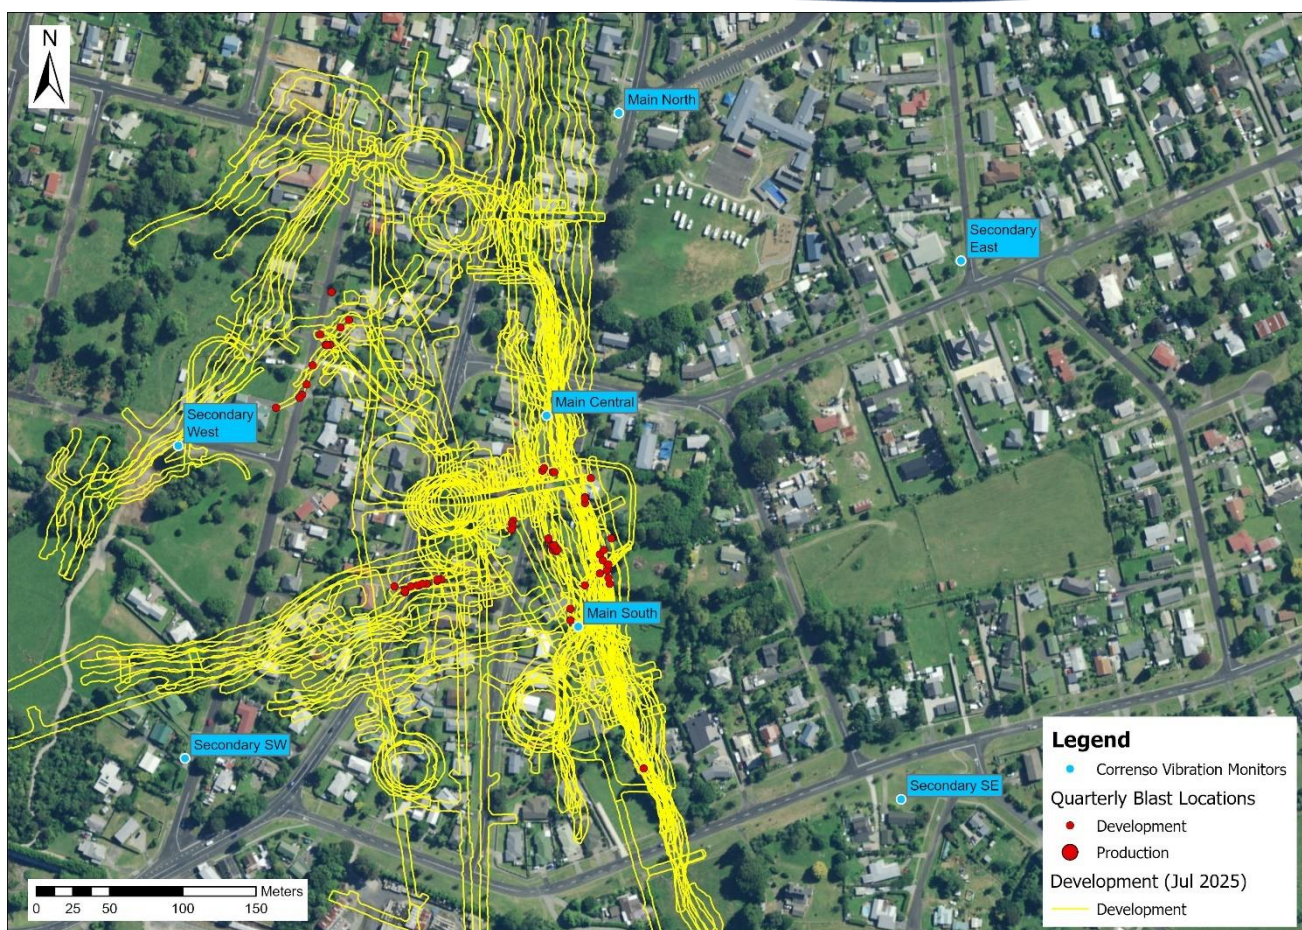 N
Main North
Secondary
East
Main Central
Secondary
West
Main South
Secondary SW
Secondary SE
Legend
Correnso Vibration Monitors
Quarterly Blast Locations
Development
Production
Development (Jul 2025)
Development
Meters
0 25 50 100 150